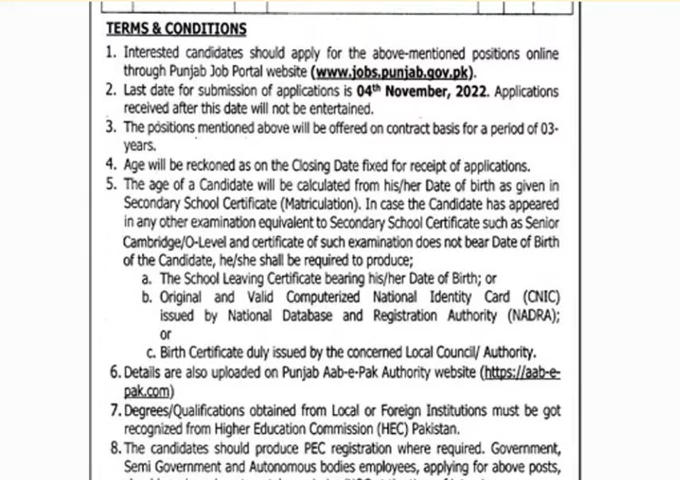 TERMS & CONDITIONS
1. Interested candidates should apply for the above-mentioned positions online
through Punjab Job Portal website (www.jobs.punjab.gov.pk).
2. Last date for submission of applications is 04th November, 2022. Applications
received after this date will not be entertained.
3. The positions mentioned above will be offered on contract basis for a period of 03-
years.
4. Age will be reckoned as on the Closing Date fixed for receipt of applications.
5. The age of a Candidate will be calculated from his/her Date of birth as given in
Secondary School Certificate (Matriculation). In case the Candidate has appeared
in any other examination equivalent to Secondary School Certificate such as Senior
Cambridge/O-Level and certificate of such examination does not bear Date of Birth
of the Candidate, he/she shall be required to produce;
a. The School Leaving Certificate bearing his/her Date of Birth; or
b. Original and Valid Computerized National Identity Card (CNIC)
issued by National Database and Registration Authority (NADRA);
or
c. Birth Certificate duly issued by the concerned Local Council/ Authority.
6. Details are also uploaded on Punjab Aab-e-Pak Authority website (https://aab-e-
pak.com)
7. Degrees/Qualifications obtained from Local or Foreign Institutions must be got
recognized from Higher Education Commission (HEC) Pakistan.
8. The candidates should produce PEC registration where required. Government,
Semi Government and Autonomous bodies employees, applying for above posts,